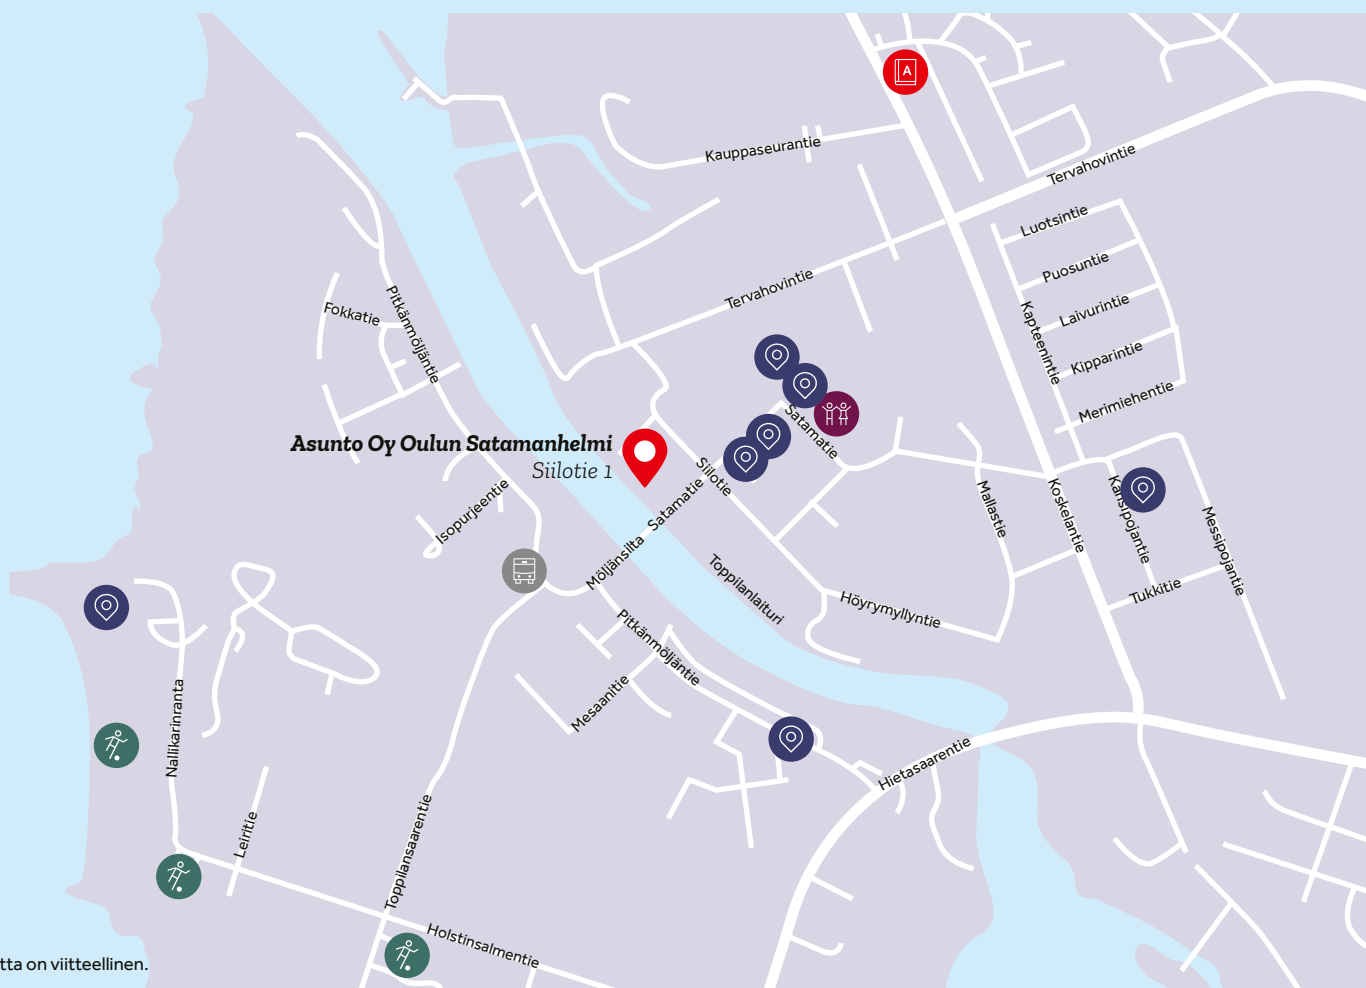 A
Kauppaseurantie
Tervahovintie
Luotsintie
Puosuntie
Laivurintie
Kipparintie
Merimiehentie
Kapteenintie
Tervahovintie
Fokkatie
Pitkänmöljäntie
Asunto Oy Oulun Satamanhelmi
Siilotie 1
Satamatie
Siilotie
Satamatie
Isopurjeentie
Möljänsilta
Mallastie
Koskelantie
Kansipojantie
Messipojantie
Tukkitie
Toppilanlaituri
Höyrymyllyntie
Pitkänmöljäntie
Mesaanitie
Nallikarinranta
Hietasaarentie
Leiritie
Toppilansaarentie
Holstinsalmentie
tta on viitteellinen.